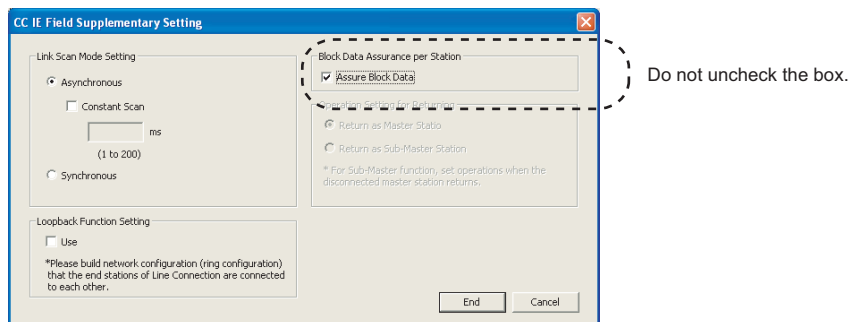 CC IE Field Supplementary Setting
Link Scan Mode Setting
Asynchronous
Constant Scan
ms
(1 to 200)
Synchronous
Block Data Assurance per Station
Assure Block Data
Do not uncheck the box.
Operation Setting for Returning
Return as Master Statio
Return as Sub-Master Station
* For Sub-Master function, set operations when the
disconnected master station returns.
Loopback Function Setting
Use
*Please build network configuration (ring configuration)
that the end stations of Line Connection are connected
to each other.
End
Cancel